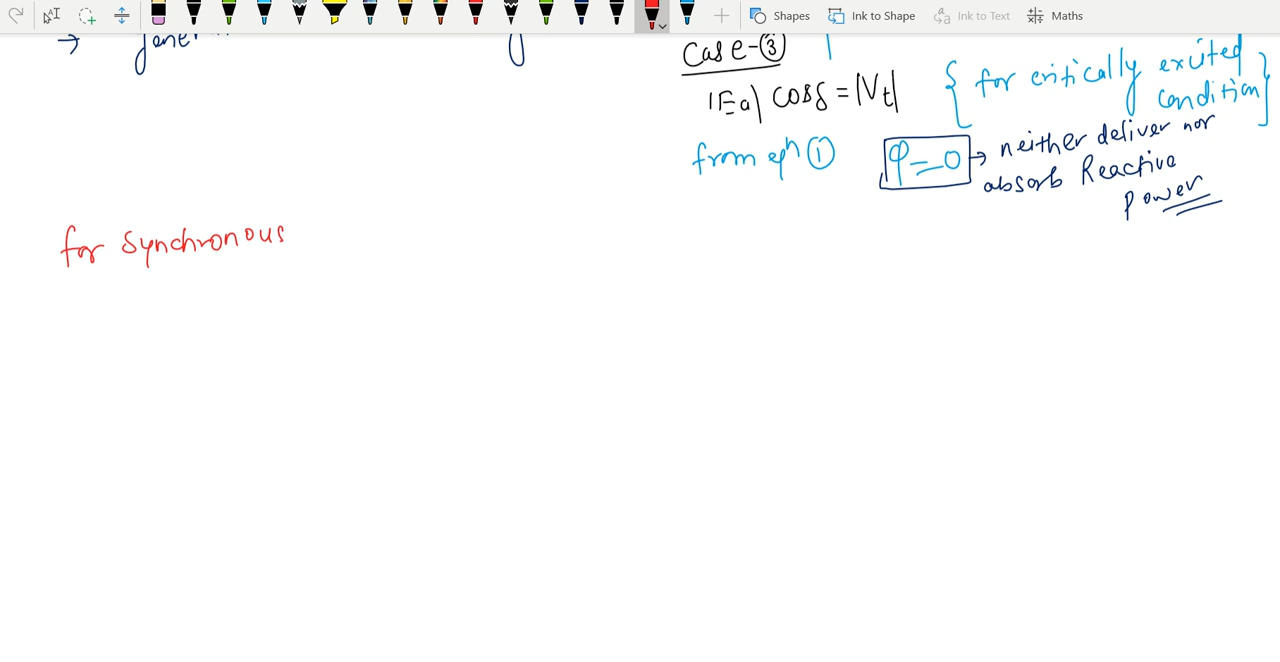 Shapes Ink to Shape Ink to Text Maths
→
Case-③
|Ea| cosδ = |Vt| { for critically exited condition }
from eqn ① Q=0 → neither deliver nor
absorb Reactive
power
for synchronous